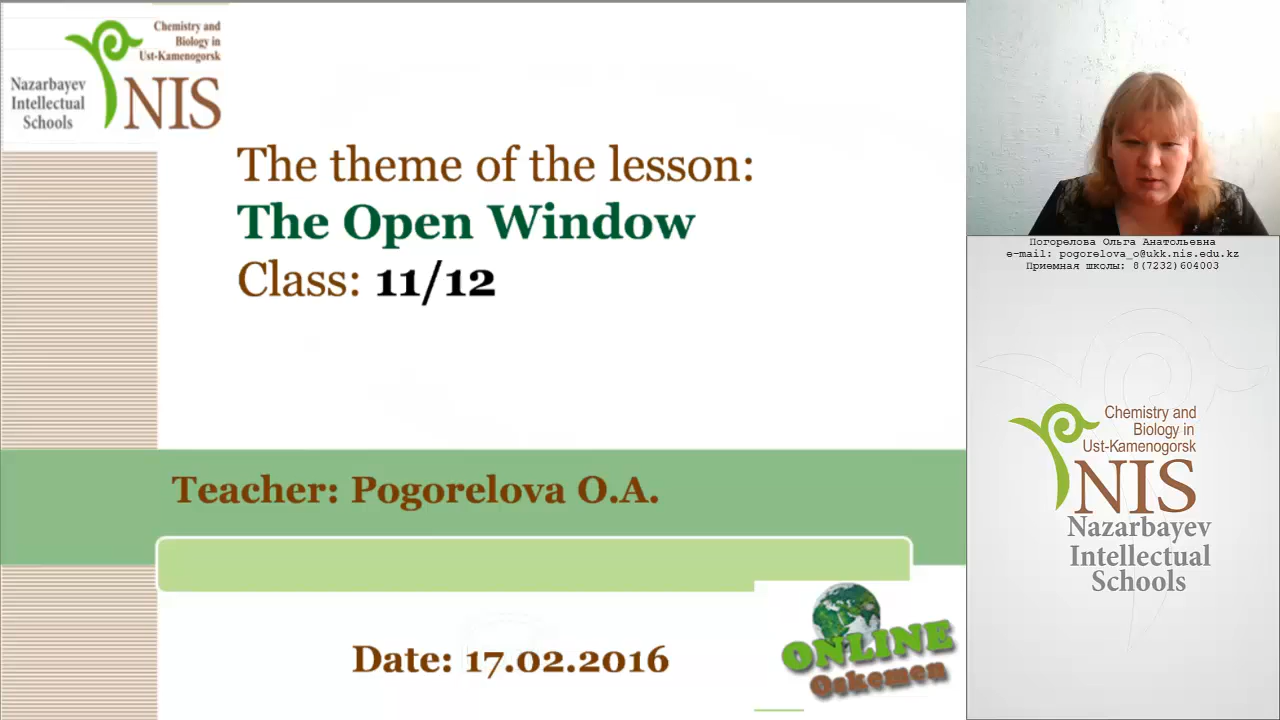 Chemistry and
Biology in
Ust-Kamenogorsk
Nazarbayev
Intellectual
Schools
NIS
The theme of the lesson:
The Open Window
Class: 11/12
Teacher: Pogorelova O.A.
Date: 17.02.2016
ONLINE
Oskemen
Погорелова Ольга Анатольевна
e-mail: pogorelova_o@ukk.nis.edu.kz
Приемная школы: 8(7232)604003
Chemistry and
Biology in
Ust-Kamenogorsk
NIS
Nazarbayev
Intellectual
Schools